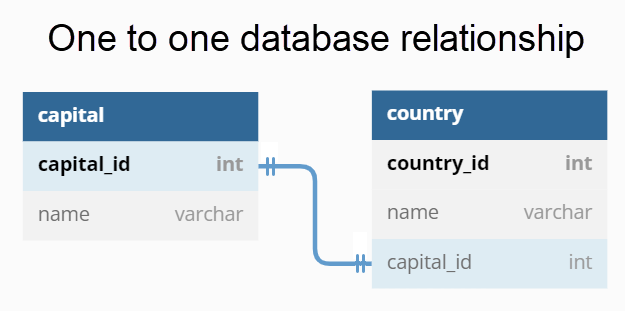 One to one database relationship
capital
capital_id int
name varchar
country
country_id int
name varchar
capital_id int